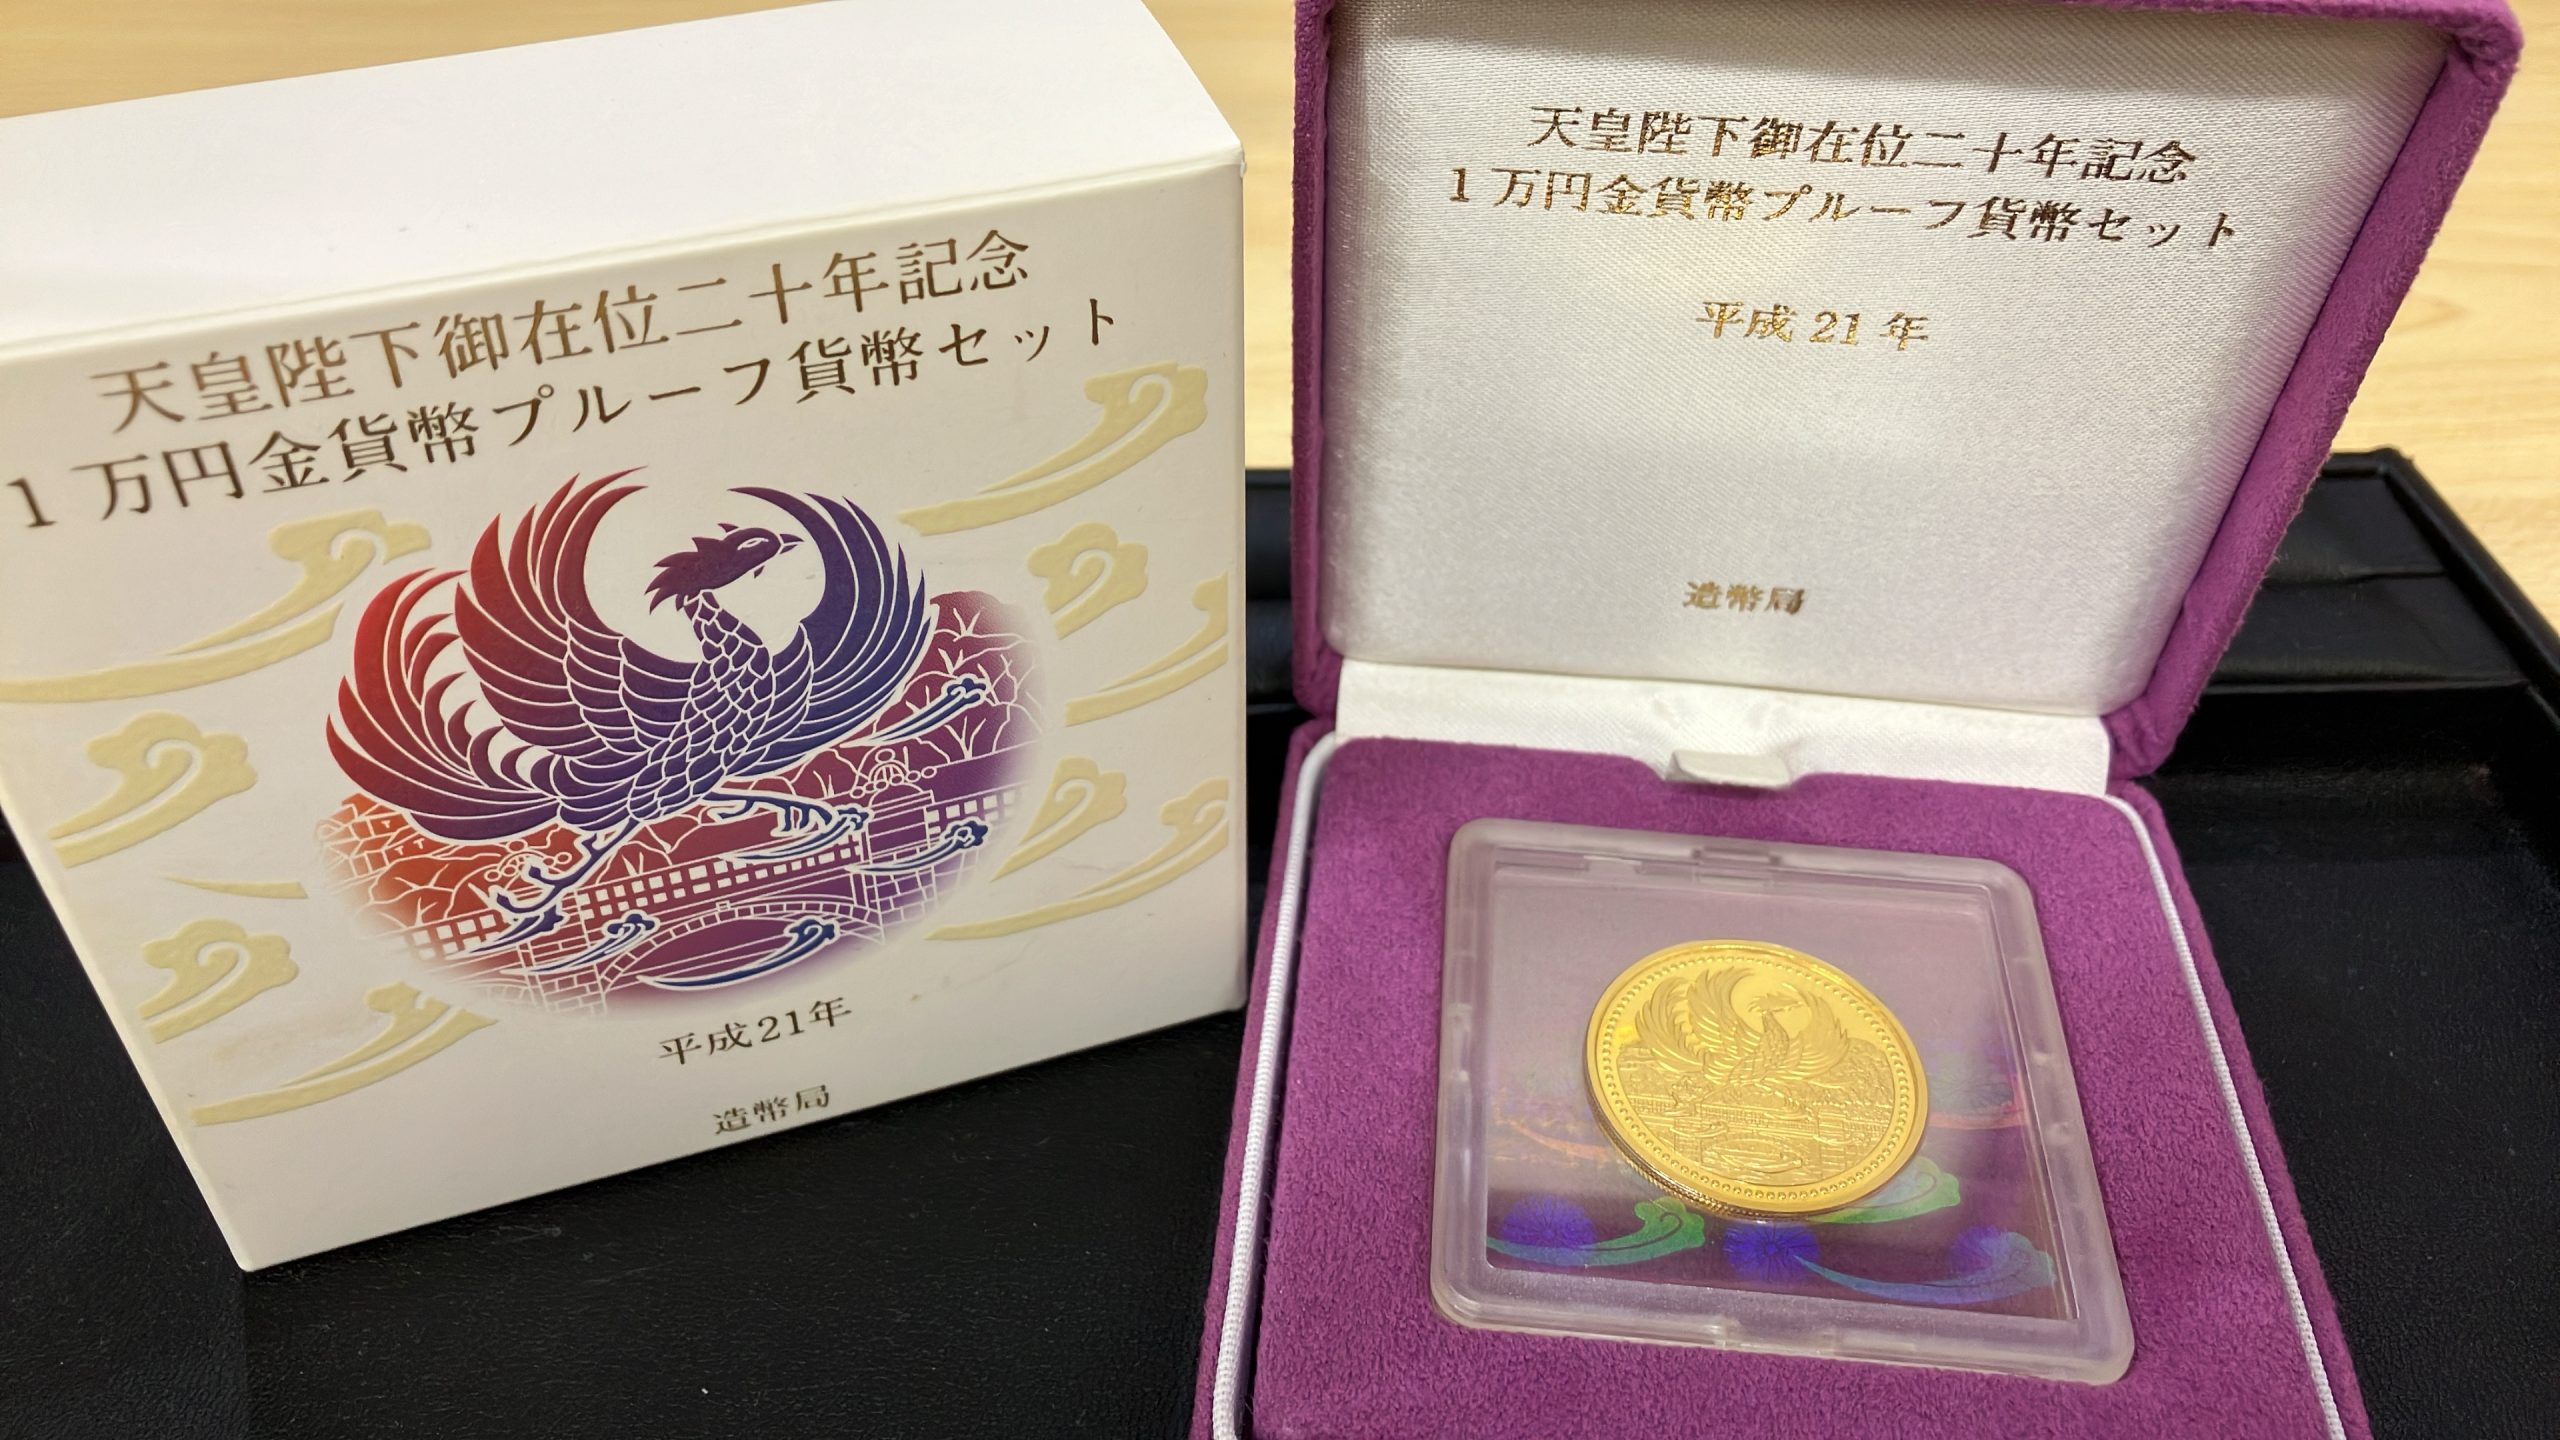 天皇陛下御在位二十年記念
1万円金貨幣プルーフ貨幣セット
平成21年
造幣局
天皇陛下御在位二十年記念
1万円金貨幣プルーフ貨幣セット
平成21年
造幣局